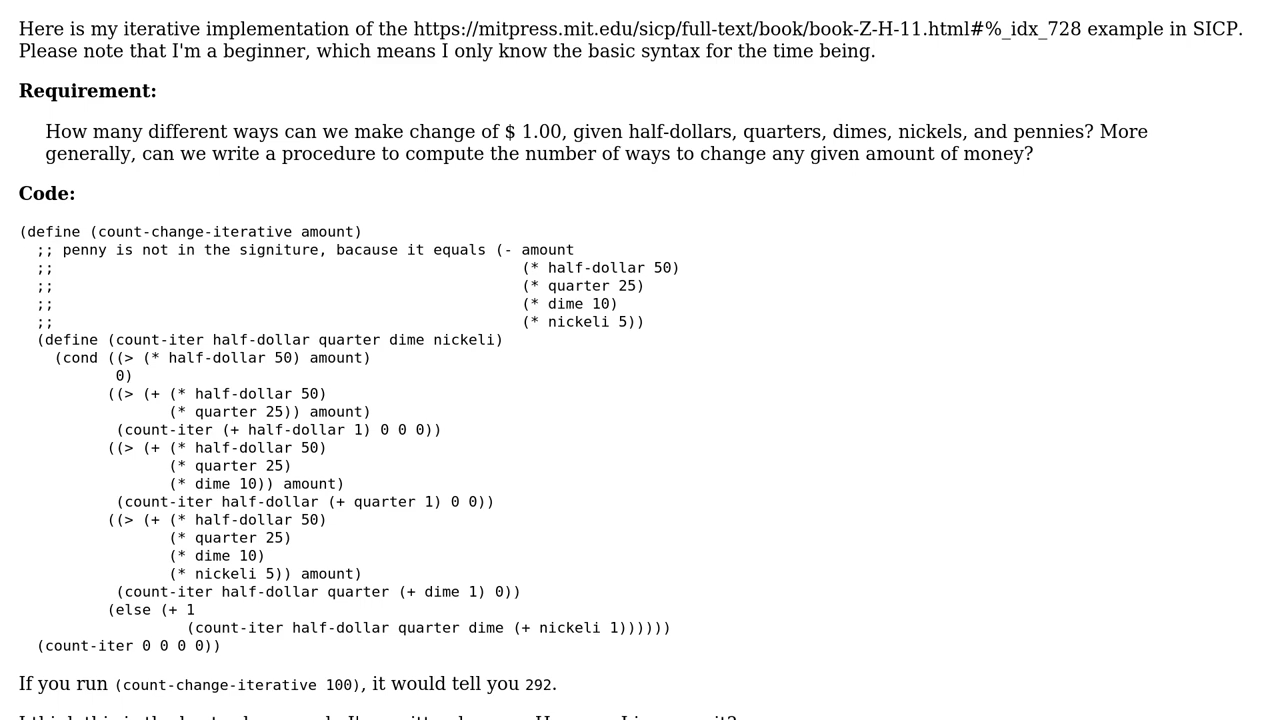 Here is my iterative implementation of the https://mitpress.mit.edu/sicp/full-text/book/book-Z-H-11.html#%_idx_728 example in SICP.
Please note that I'm a beginner, which means I only know the basic syntax for the time being.
Requirement:
How many different ways can we make change of $ 1.00, given half-dollars, quarters, dimes, nickels, and pennies? More
generally, can we write a procedure to compute the number of ways to change any given amount of money?
Code:
(define (count-change-iterative amount)
  ;; penny is not in the signiture, bacause it equals (- amount
  ;;                                                     (* half-dollar 50)
  ;;                                                     (* quarter 25)
  ;;                                                     (* dime 10)
  ;;                                                     (* nickeli 5))
  (define (count-iter half-dollar quarter dime nickeli)
    (cond ((> (* half-dollar 50) amount)
           0)
          ((> (+ (* half-dollar 50)
                 (* quarter 25)) amount)
           (count-iter (+ half-dollar 1) 0 0 0))
          ((> (+ (* half-dollar 50)
                 (* quarter 25)
                 (* dime 10)) amount)
           (count-iter half-dollar (+ quarter 1) 0 0))
          ((> (+ (* half-dollar 50)
                 (* quarter 25)
                 (* dime 10)
                 (* nickeli 5)) amount)
           (count-iter half-dollar quarter (+ dime 1) 0))
          (else (+ 1
                   (count-iter half-dollar quarter dime (+ nickeli 1))))))
  (count-iter 0 0 0 0))
If you run (count-change-iterative 100), it would tell you 292.